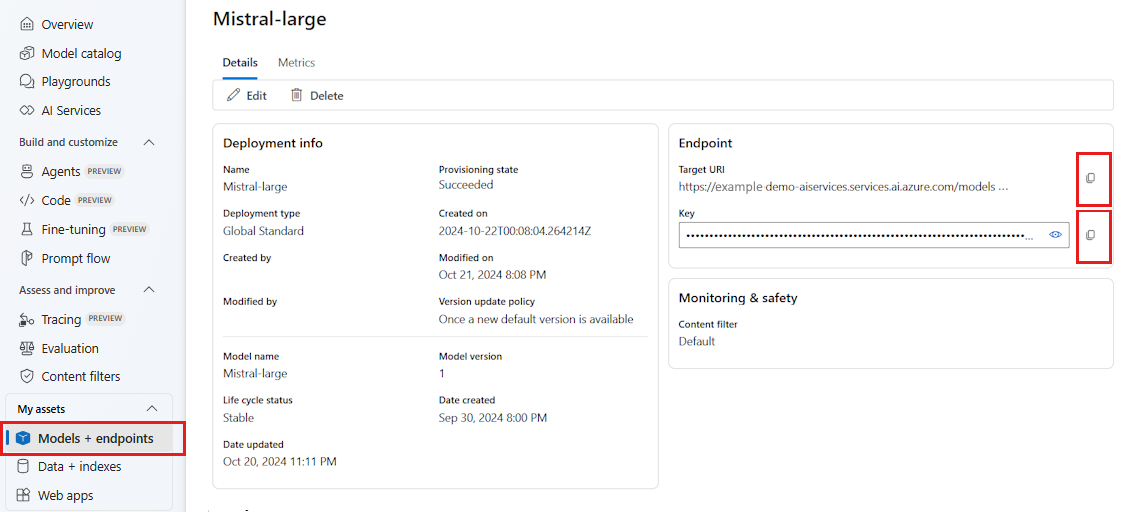 Overview
Model catalog
Playgrounds
AI Services
Build and customize
Agents PREVIEW
Code PREVIEW
Fine-tuning PREVIEW
Prompt flow
Assess and improve
Tracing PREVIEW
Evaluation
Content filters
My assets
Models + endpoints
Data + indexes
Web apps
Mistral-large
Details Metrics
Edit Delete
Deployment info
Name
Mistral-large
Provisioning state
Succeeded
Deployment type
Global Standard
Created on
2024-10-22T00:08:04.264214Z
Created by
Modified on
Oct 21, 2024 8:08 PM
Modified by
Version update policy
Once a new default version is available
Model name
Mistral-large
Model version
1
Life cycle status
Stable
Date created
Sep 30, 2024 8:00 PM
Date updated
Oct 20, 2024 11:11 PM
Endpoint
Target URI
https://example-demo-aiservices.services.ai.azure.com/models ...
Key
Monitoring & safety
Content filter
Default